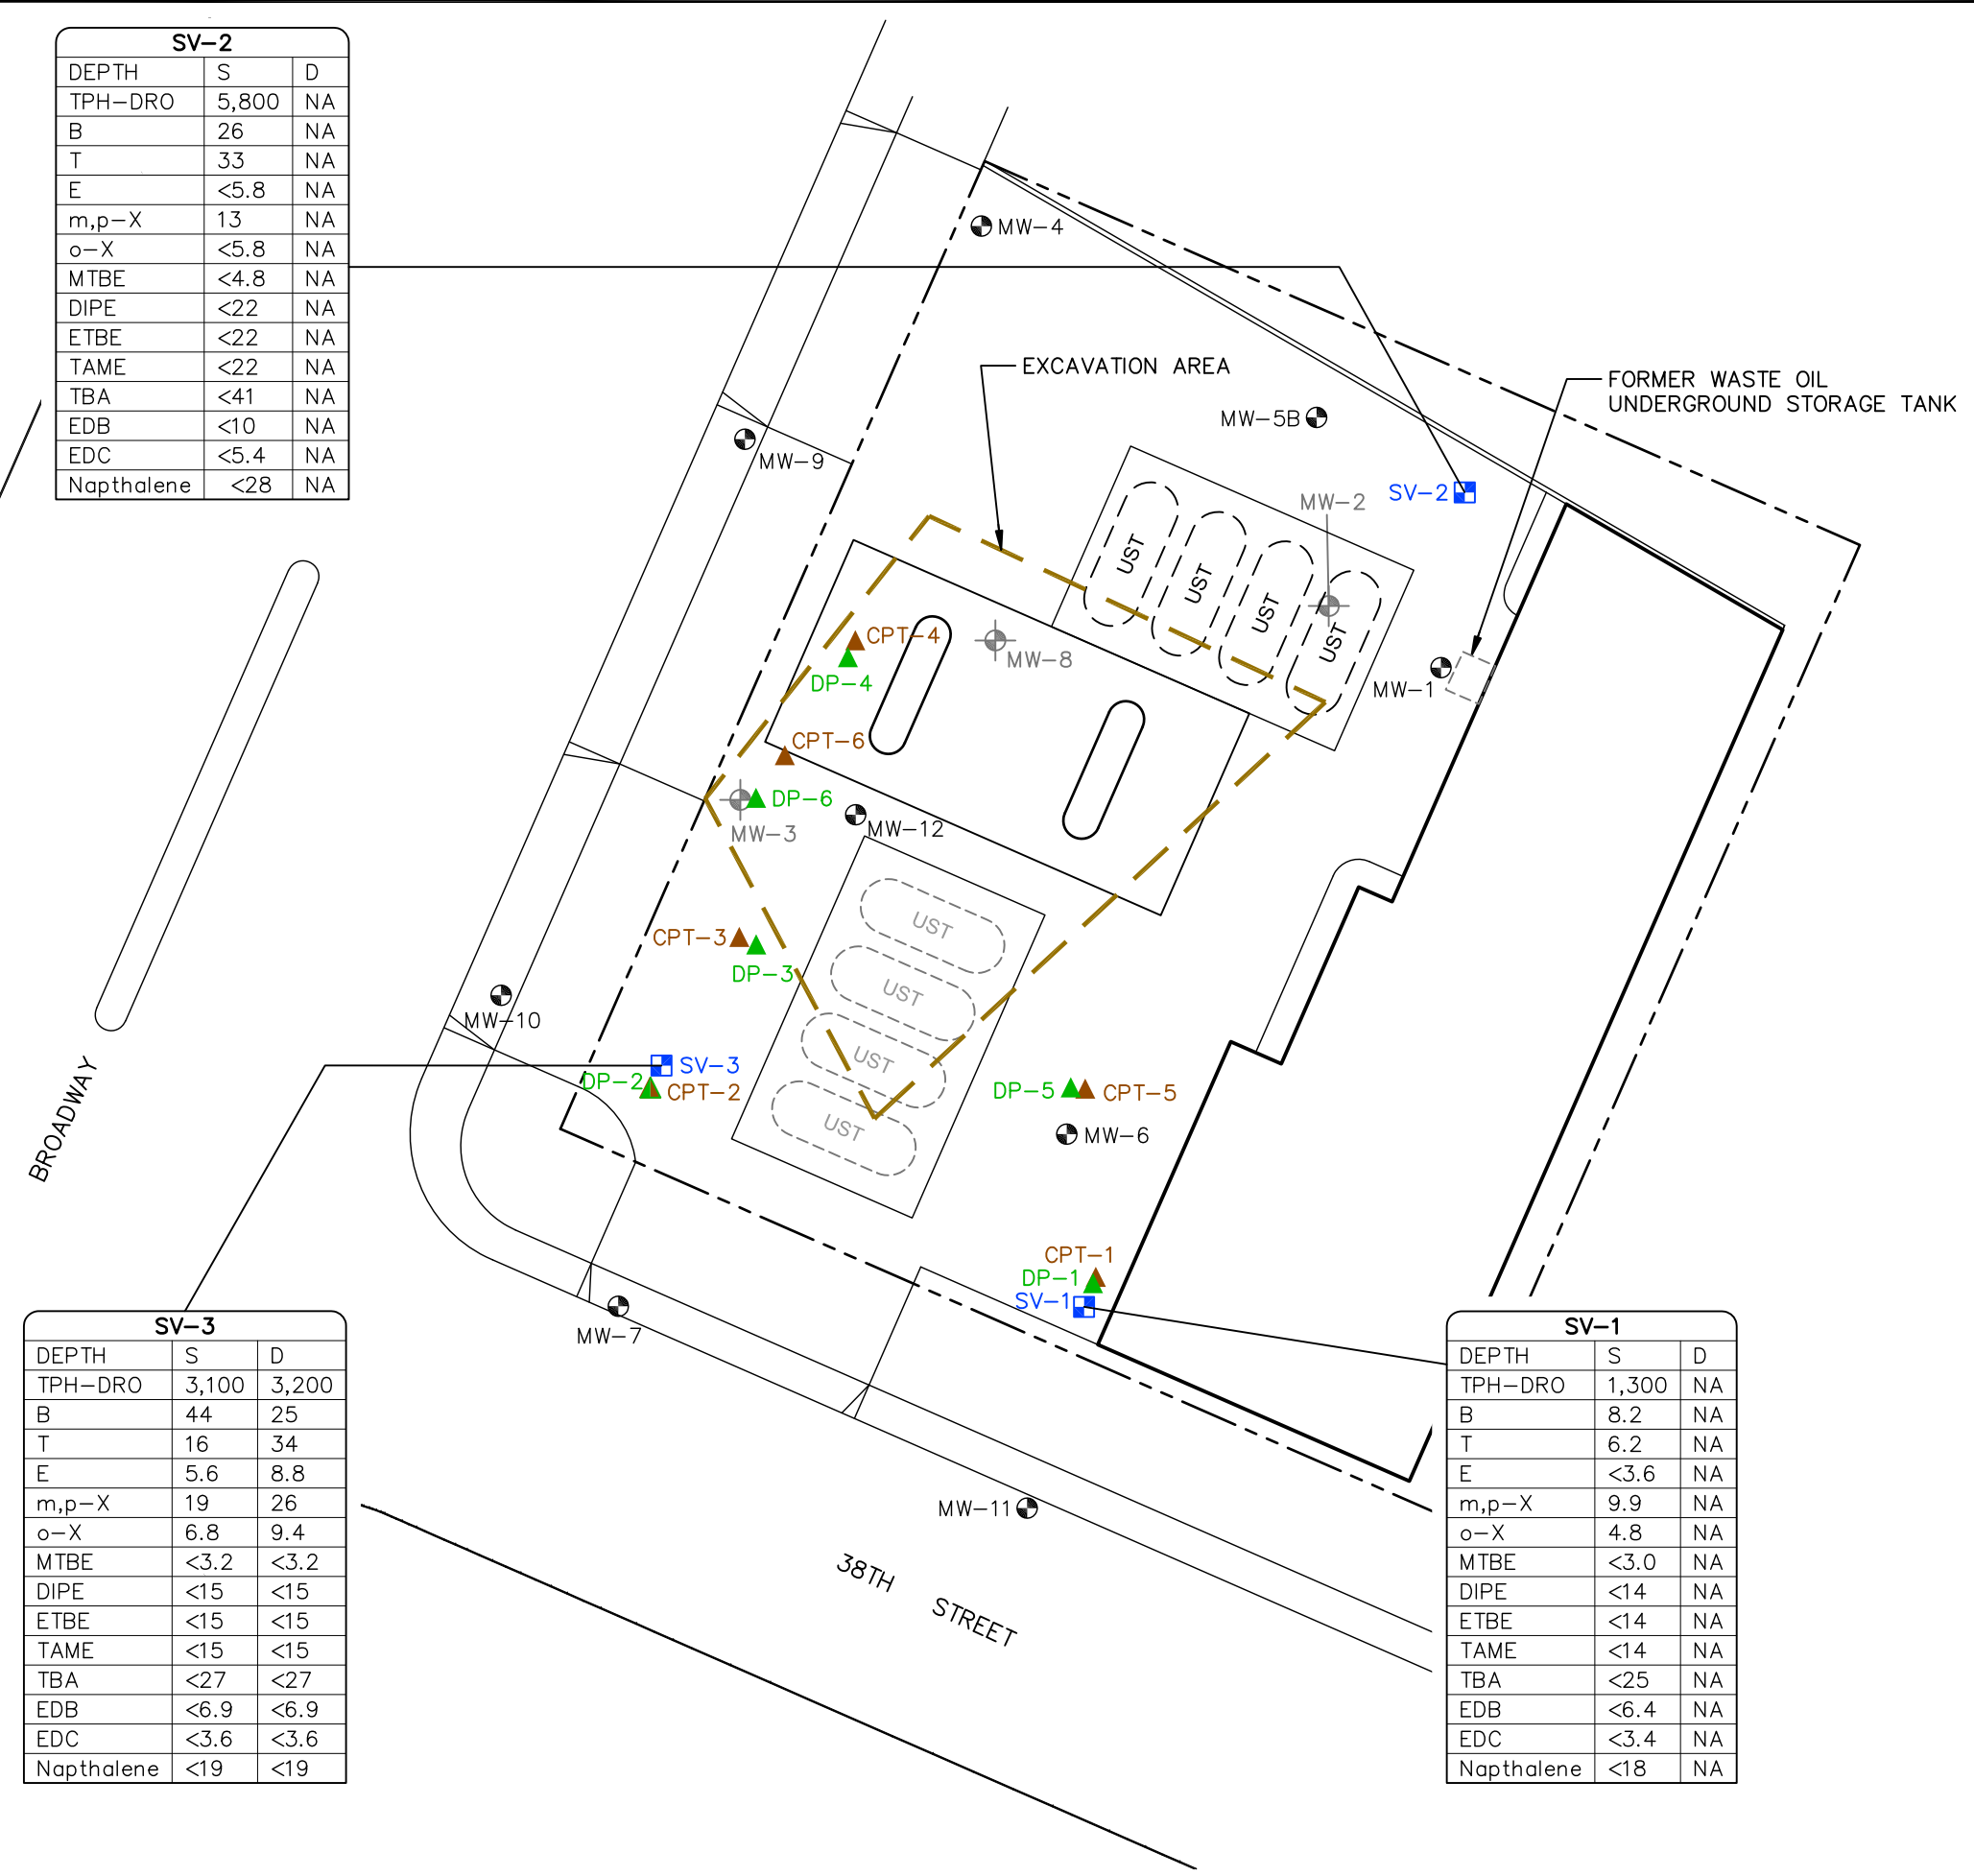 SV-2
DEPTH S D
TPH-DRO 5,800 NA
B 26 NA
T 33 NA
E <5.8 NA
m,p-X 13 NA
o-X <5.8 NA
MTBE <4.8 NA
DIPE <22 NA
ETBE <22 NA
TAME <22 NA
TBA <41 NA
EDB <10 NA
EDC <5.4 NA
Napthalene <28 NA
MW-4
EXCAVATION AREA
FORMER WASTE OIL
UNDERGROUND STORAGE TANK
MW-5B
MW-9
SV-2
MW-2
UST
UST
UST
UST
CPT-4
MW-8
DP-4
MW-1
CPT-6
DP-6
MW-3
MW-12
UST
CPT-3
DP-3
UST
MW-10
UST
SV-3
DP-2
CPT-2
DP-5
CPT-5
UST
MW-6
BROADWAY
CPT-1
DP-1
SV-1
MW-7
MW-11
38TH STREET
SV-3
DEPTH S D
TPH-DRO 3,100 3,200
B 44 25
T 16 34
E 5.6 8.8
m,p-X 19 26
o-X 6.8 9.4
MTBE <3.2 <3.2
DIPE <15 <15
ETBE <15 <15
TAME <15 <15
TBA <27 <27
EDB <6.9 <6.9
EDC <3.6 <3.6
Napthalene <19 <19
SV-1
DEPTH S D
TPH-DRO 1,300 NA
B 8.2 NA
T 6.2 NA
E <3.6 NA
m,p-X 9.9 NA
o-X 4.8 NA
MTBE <3.0 NA
DIPE <14 NA
ETBE <14 NA
TAME <14 NA
TBA <25 NA
EDB <6.4 NA
EDC <3.4 NA
Napthalene <18 NA